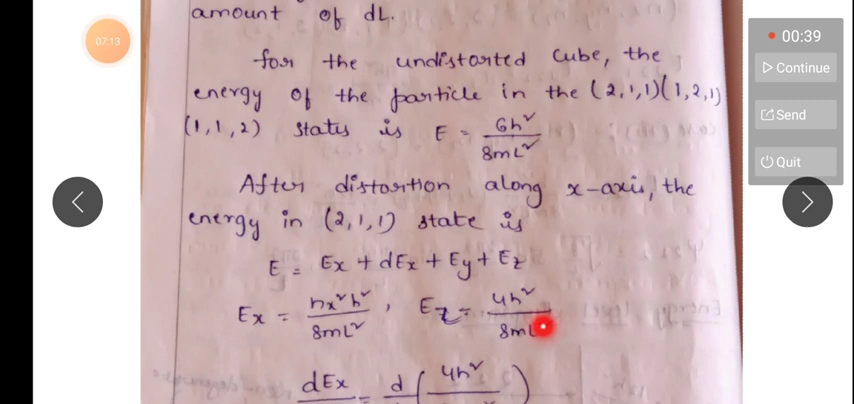 amount of dL.
07:13
00:39
for the undistorted cube, the
Continue
energy of the particle in the (2,1,1)(1,2,1)
Send
(1,1,2) states is E = 6h²/8mL²
Quit
After distortion along x-axis, the
energy in (2,1,1) state is
E = Ex + dEx + Ey + Ez
Ex = nx²h²/8mL² , Ez = 4h²/8mL
dEx = d ( 4h² )